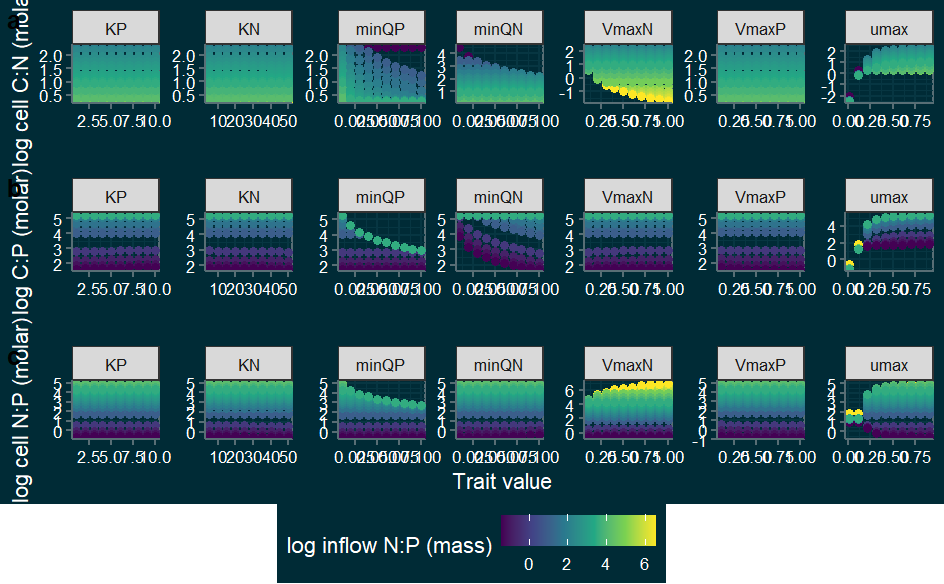 a
log cell C:N (molar)
KP KN minQP minQN VmaxN VmaxP umax
2.0 2.0 2.0 4 2 2.0 2
1.5 1.5 1.5 3 1 1.5 1
1.0 1.0 1.0 2 0 1.0 0
0.5 0.5 0.5 1 -1 0.5 -1
-2
2.5 5.0 7.5 10.0 10 20 30 40 50 0.025 0.050 0.075 0.100 0.025 0.050 0.075 0.100 0.25 0.50 0.75 1.00 0.25 0.50 0.75 1.00 0.00 0.25 0.50 0.75
log C:P (molar)
KP KN minQP minQN VmaxN VmaxP umax
5 5 5 5 5 5 4
4 4 4 4 4 4 2
3 3 3 3 3 3 0
2 2 2 2 2 2
2.5 5.0 7.5 10.0 10 20 30 40 50 0.025 0.050 0.075 0.100 0.025 0.050 0.075 0.100 0.25 0.50 0.75 1.00 0.25 0.50 0.75 1.00 0.00 0.25 0.50 0.75
c
log cell N:P (molar)
KP KN minQP minQN VmaxN VmaxP umax
5 5 5 5 6 5 5
4 4 4 4 4 4 4
3 3 3 3 2 3 3
2 2 2 2 0 2 2
1 1 1 1 1 1
0 0 0 0 0 0
-1
2.5 5.0 7.5 10.0 10 20 30 40 50 0.025 0.050 0.075 0.100 0.025 0.050 0.075 0.100 0.25 0.50 0.75 1.00 0.25 0.50 0.75 1.00 0.00 0.25 0.50 0.75
Trait value
log inflow N:P (mass)
0 2 4 6